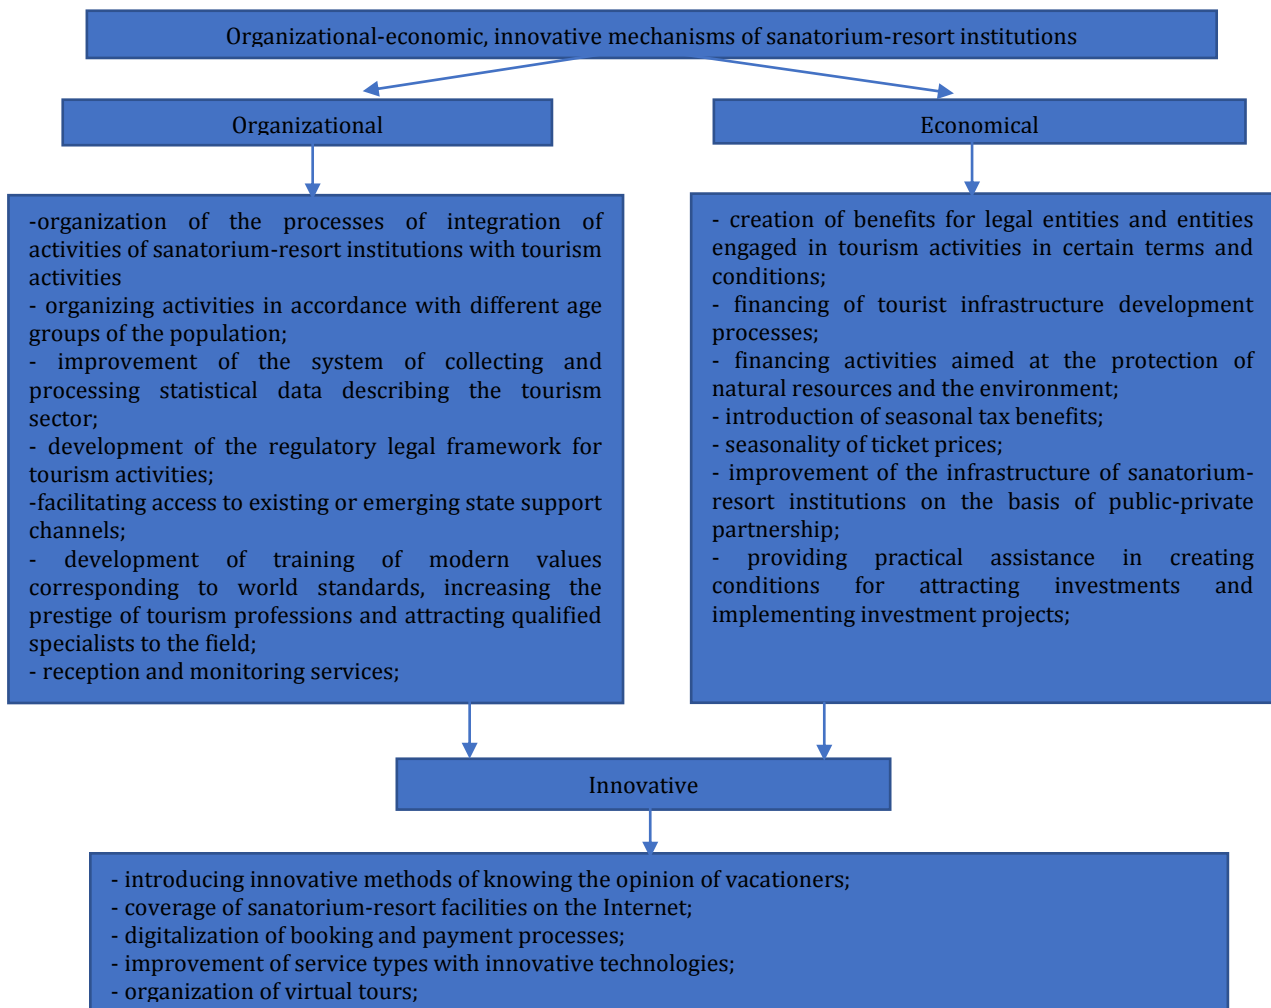 Organizational-economic, innovative mechanisms of sanatorium-resort institutions
Organizational
Economical
-organization of the processes of integration of
activities of sanatorium-resort institutions with tourism
activities
- organizing activities in accordance with different age
groups of the population;
- improvement of the system of collecting and
processing statistical data describing the tourism
sector;
- development of the regulatory legal framework for
tourism activities;
-facilitating access to existing or emerging state support
channels;
- development of training of modern values
corresponding to world standards, increasing the
prestige of tourism professions and attracting qualified
specialists to the field;
- reception and monitoring services;
- creation of benefits for legal entities and entities
engaged in tourism activities in certain terms and
conditions;
- financing of tourist infrastructure development
processes;
- financing activities aimed at the protection of
natural resources and the environment;
- introduction of seasonal tax benefits;
- seasonality of ticket prices;
- improvement of the infrastructure of sanatorium-
resort institutions on the basis of public-private
partnership;
- providing practical assistance in creating
conditions for attracting investments and
implementing investment projects;
Innovative
- introducing innovative methods of knowing the opinion of vacationers;
- coverage of sanatorium-resort facilities on the Internet;
- digitalization of booking and payment processes;
- improvement of service types with innovative technologies;
- organization of virtual tours;